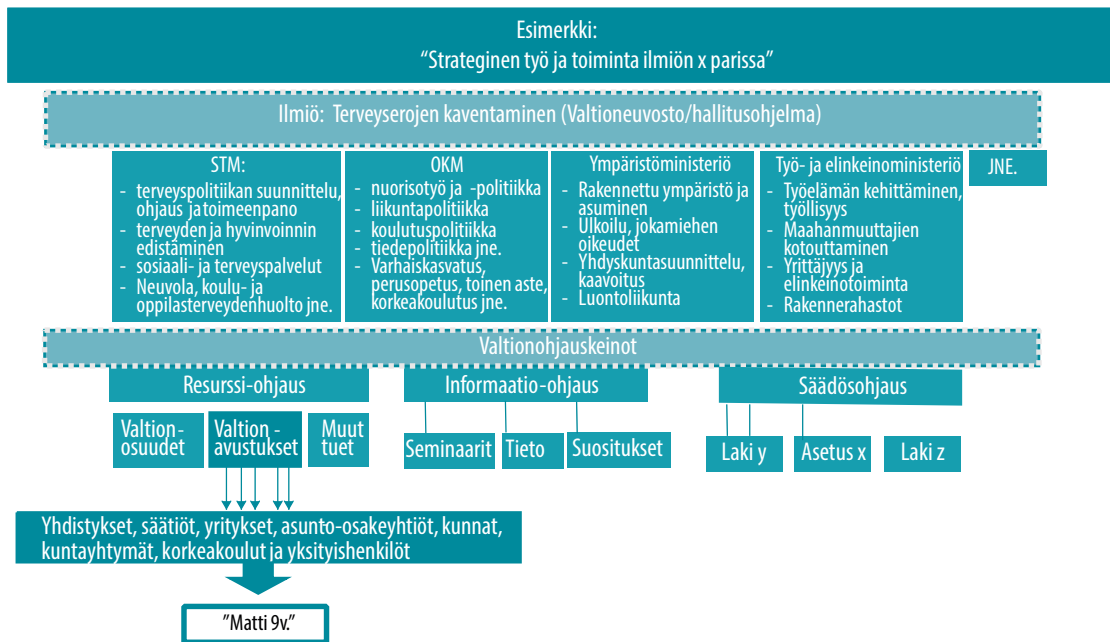 Esimerkki:
"Strateginen työ ja toiminta ilmiön x parissa"
Ilmiö: Terveyserojen kaventaminen (Valtioneuvosto/hallitusohjelma)
STM:
- terveyspolitiikan suunnittelu,
ohjaus ja toimeenpano
- terveyden ja hyvinvoinnin
edistäminen
- sosiaali- ja terveyspalvelut
- Neuvola, koulu- ja
oppilasterveydenhuolto jne.
OKM
- nuorisotyö ja -politiikka
- liikuntapolitiikka
- koulutuspolitiikka
- tiedepolitiikka jne.
- Varhaiskasvatus,
perusopetus, toinen aste,
korkeakoulutus jne.
Ympäristöministeriö
- Rakennettu ympäristö ja
asuminen
- Ulkoilu, jokamiehen
oikeudet
- Yhdyskuntasuunnittelu,
kaavoitus
- Luontoliikunta
Työ- ja elinkeinoministeriö
- Työelämän kehittäminen,
työllisyys
- Maahanmuuttajien
kotouttaminen
- Yrittäjyys ja
elinkeinotoiminta
- Rakennerahastot
JNE.
Valtionohjauskeinot
Resurssi-ohjaus
Valtion-
osuudet
Valtion -
avustukset
Muut
tuet
Informaatio-ohjaus
Seminaarit
Tieto
Suositukset
Säädösohjaus
Laki y
Asetus x
Laki z
Yhdistykset, säätiöt, yritykset, asunto-osakeyhtiöt, kunnat,
kuntayhtymät, korkeakoulut ja yksityishenkilöt
"Matti 9v."